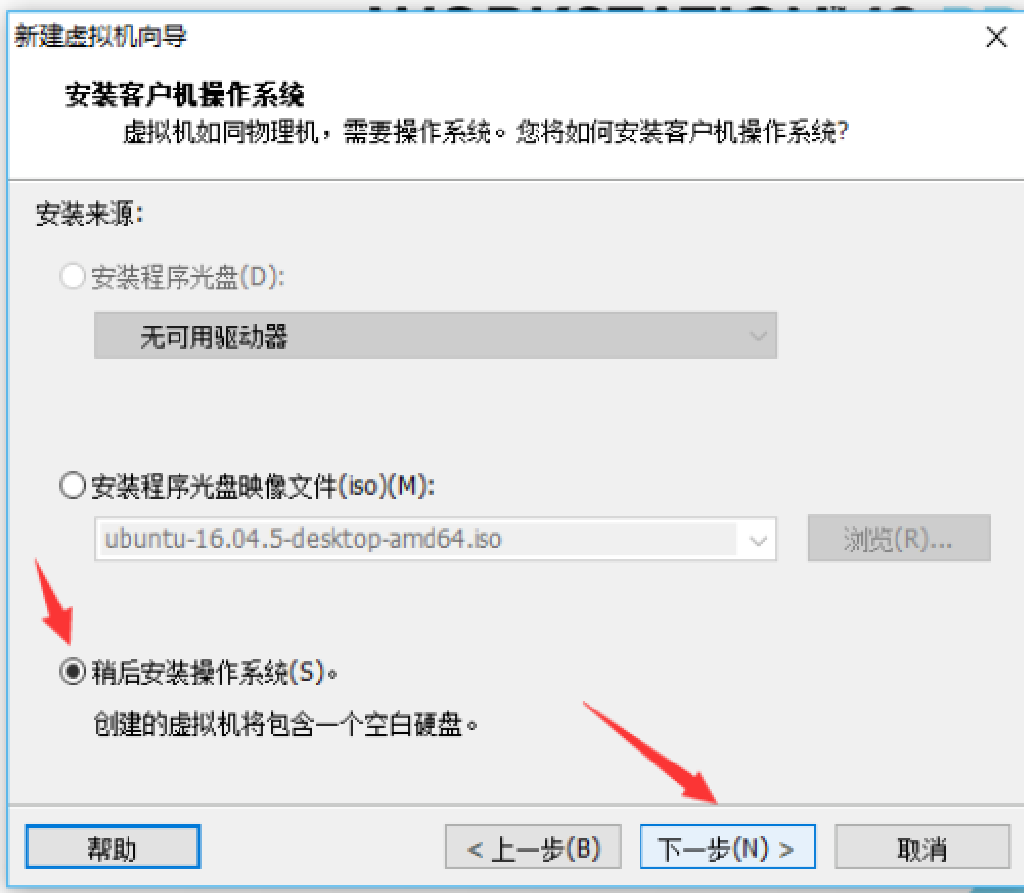 新建虚拟机向导
安装客户机操作系统
虚拟机如同物理机，需要操作系统。您将如何安装客户机操作系统?
安装来源:
安装程序光盘(D):
无可用驱动器
安装程序光盘映像文件(iso)(M):
ubuntu-16.04.5-desktop-amd64.iso
浏览(R)...
稍后安装操作系统(S)。
创建的虚拟机将包含一个空白硬盘。
帮助
< 上一步(B)
下一步(N) >
取消